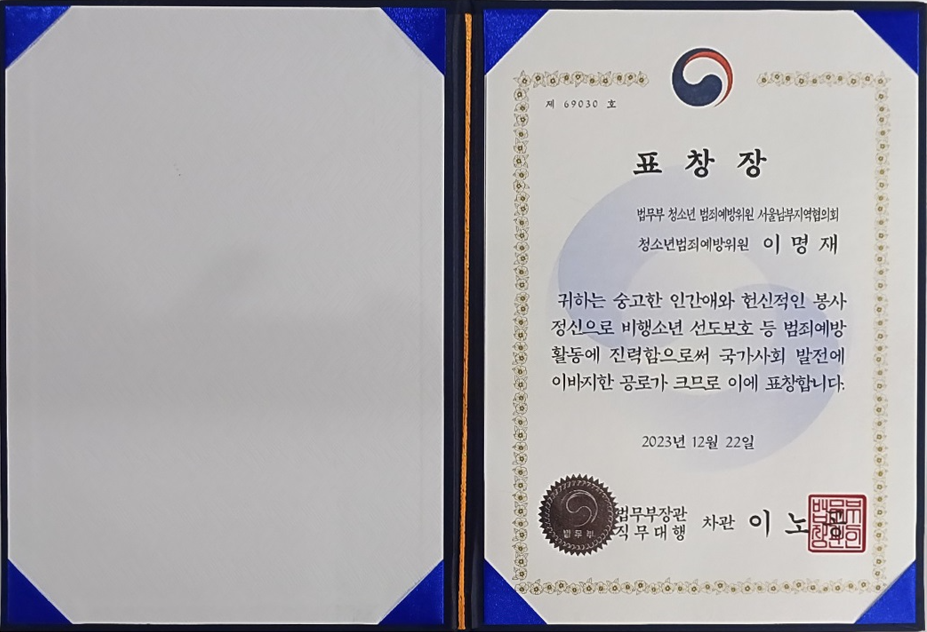 제 69030 호
표 창 장
법무부 청소년 범죄예방위원 서울남부지역협의회
청소년범죄예방위원 이 명 재
귀하는 숭고한 인간애와 헌신적인 봉사
정신으로 비행소년 선도보호 등 범죄예방
활동에 진력함으로써 국가사회 발전에
이바지한 공로가 크므로 이에 표창합니다.
2023년 12월 22일
법무부장관
직 무 대 행 차관 이 노
법무부